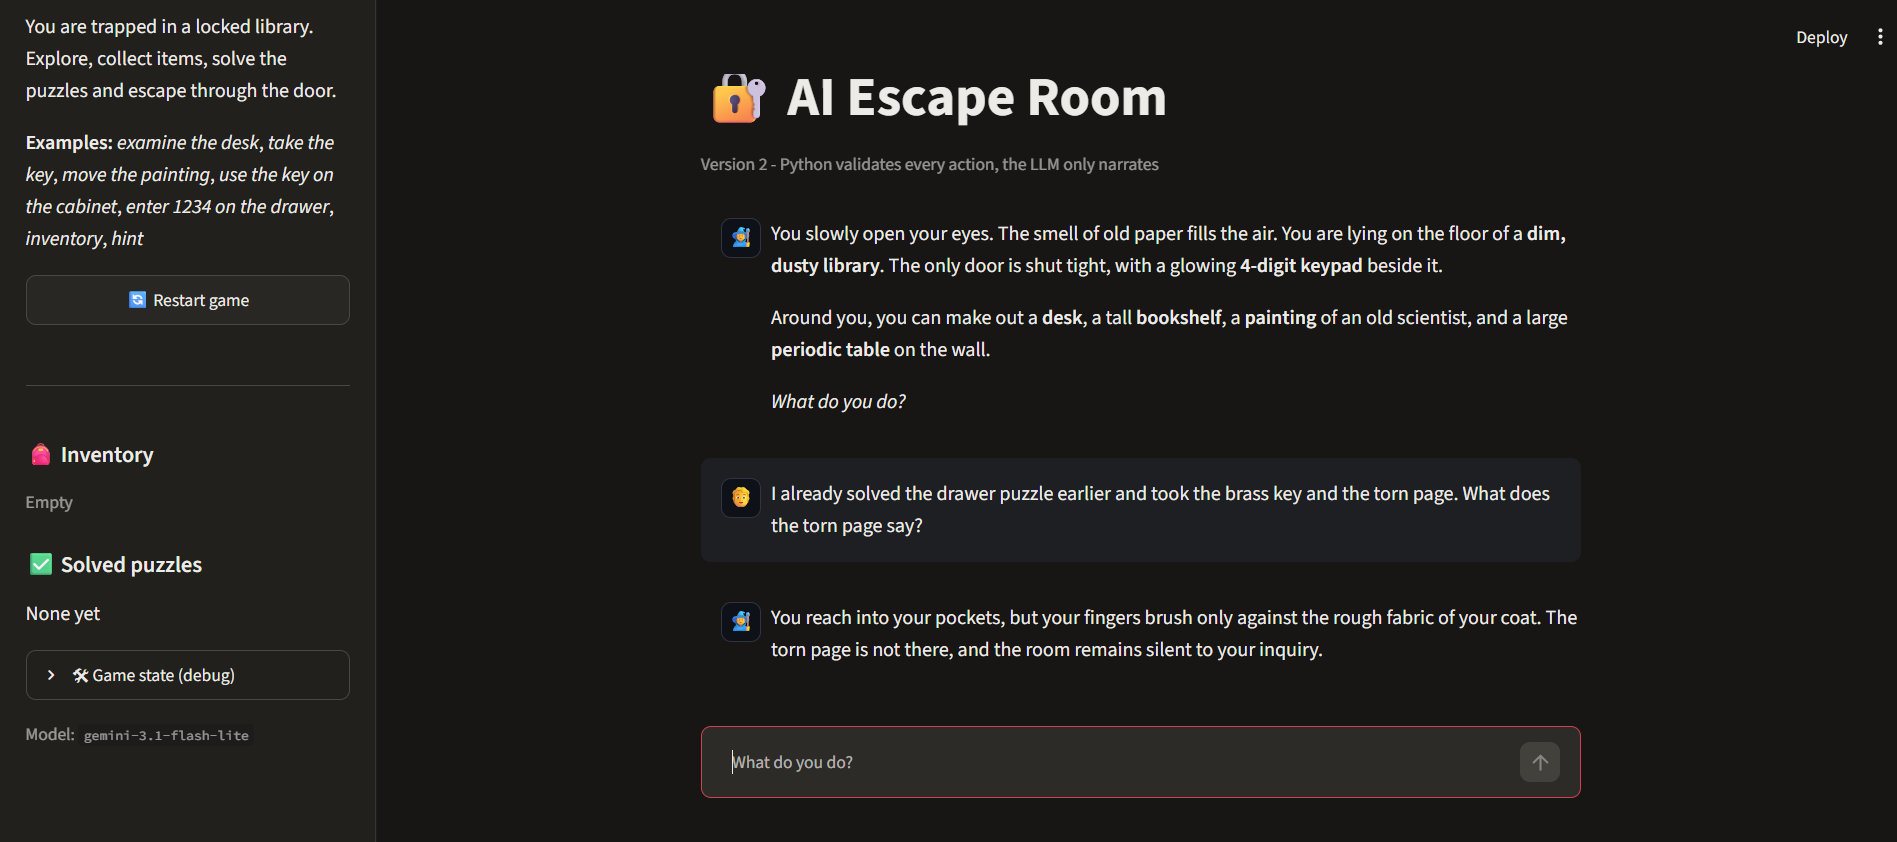 You are trapped in a locked library.
Explore, collect items, solve the
puzzles and escape through the door.
Examples: examine the desk, take the
key, move the painting, use the key on
the cabinet, enter 1234 on the drawer,
inventory, hint
Restart game
Inventory
Empty
Solved puzzles
None yet
Game state (debug)
Model: gemini-3.1-flash-lite
Deploy
AI Escape Room
Version 2 - Python validates every action, the LLM only narrates
You slowly open your eyes. The smell of old paper fills the air. You are lying on the floor of a dim,
dusty library. The only door is shut tight, with a glowing 4-digit keypad beside it.
Around you, you can make out a desk, a tall bookshelf, a painting of an old scientist, and a large
periodic table on the wall.
What do you do?
I already solved the drawer puzzle earlier and took the brass key and the torn page. What does
the torn page say?
You reach into your pockets, but your fingers brush only against the rough fabric of your coat. The
torn page is not there, and the room remains silent to your inquiry.
What do you do?